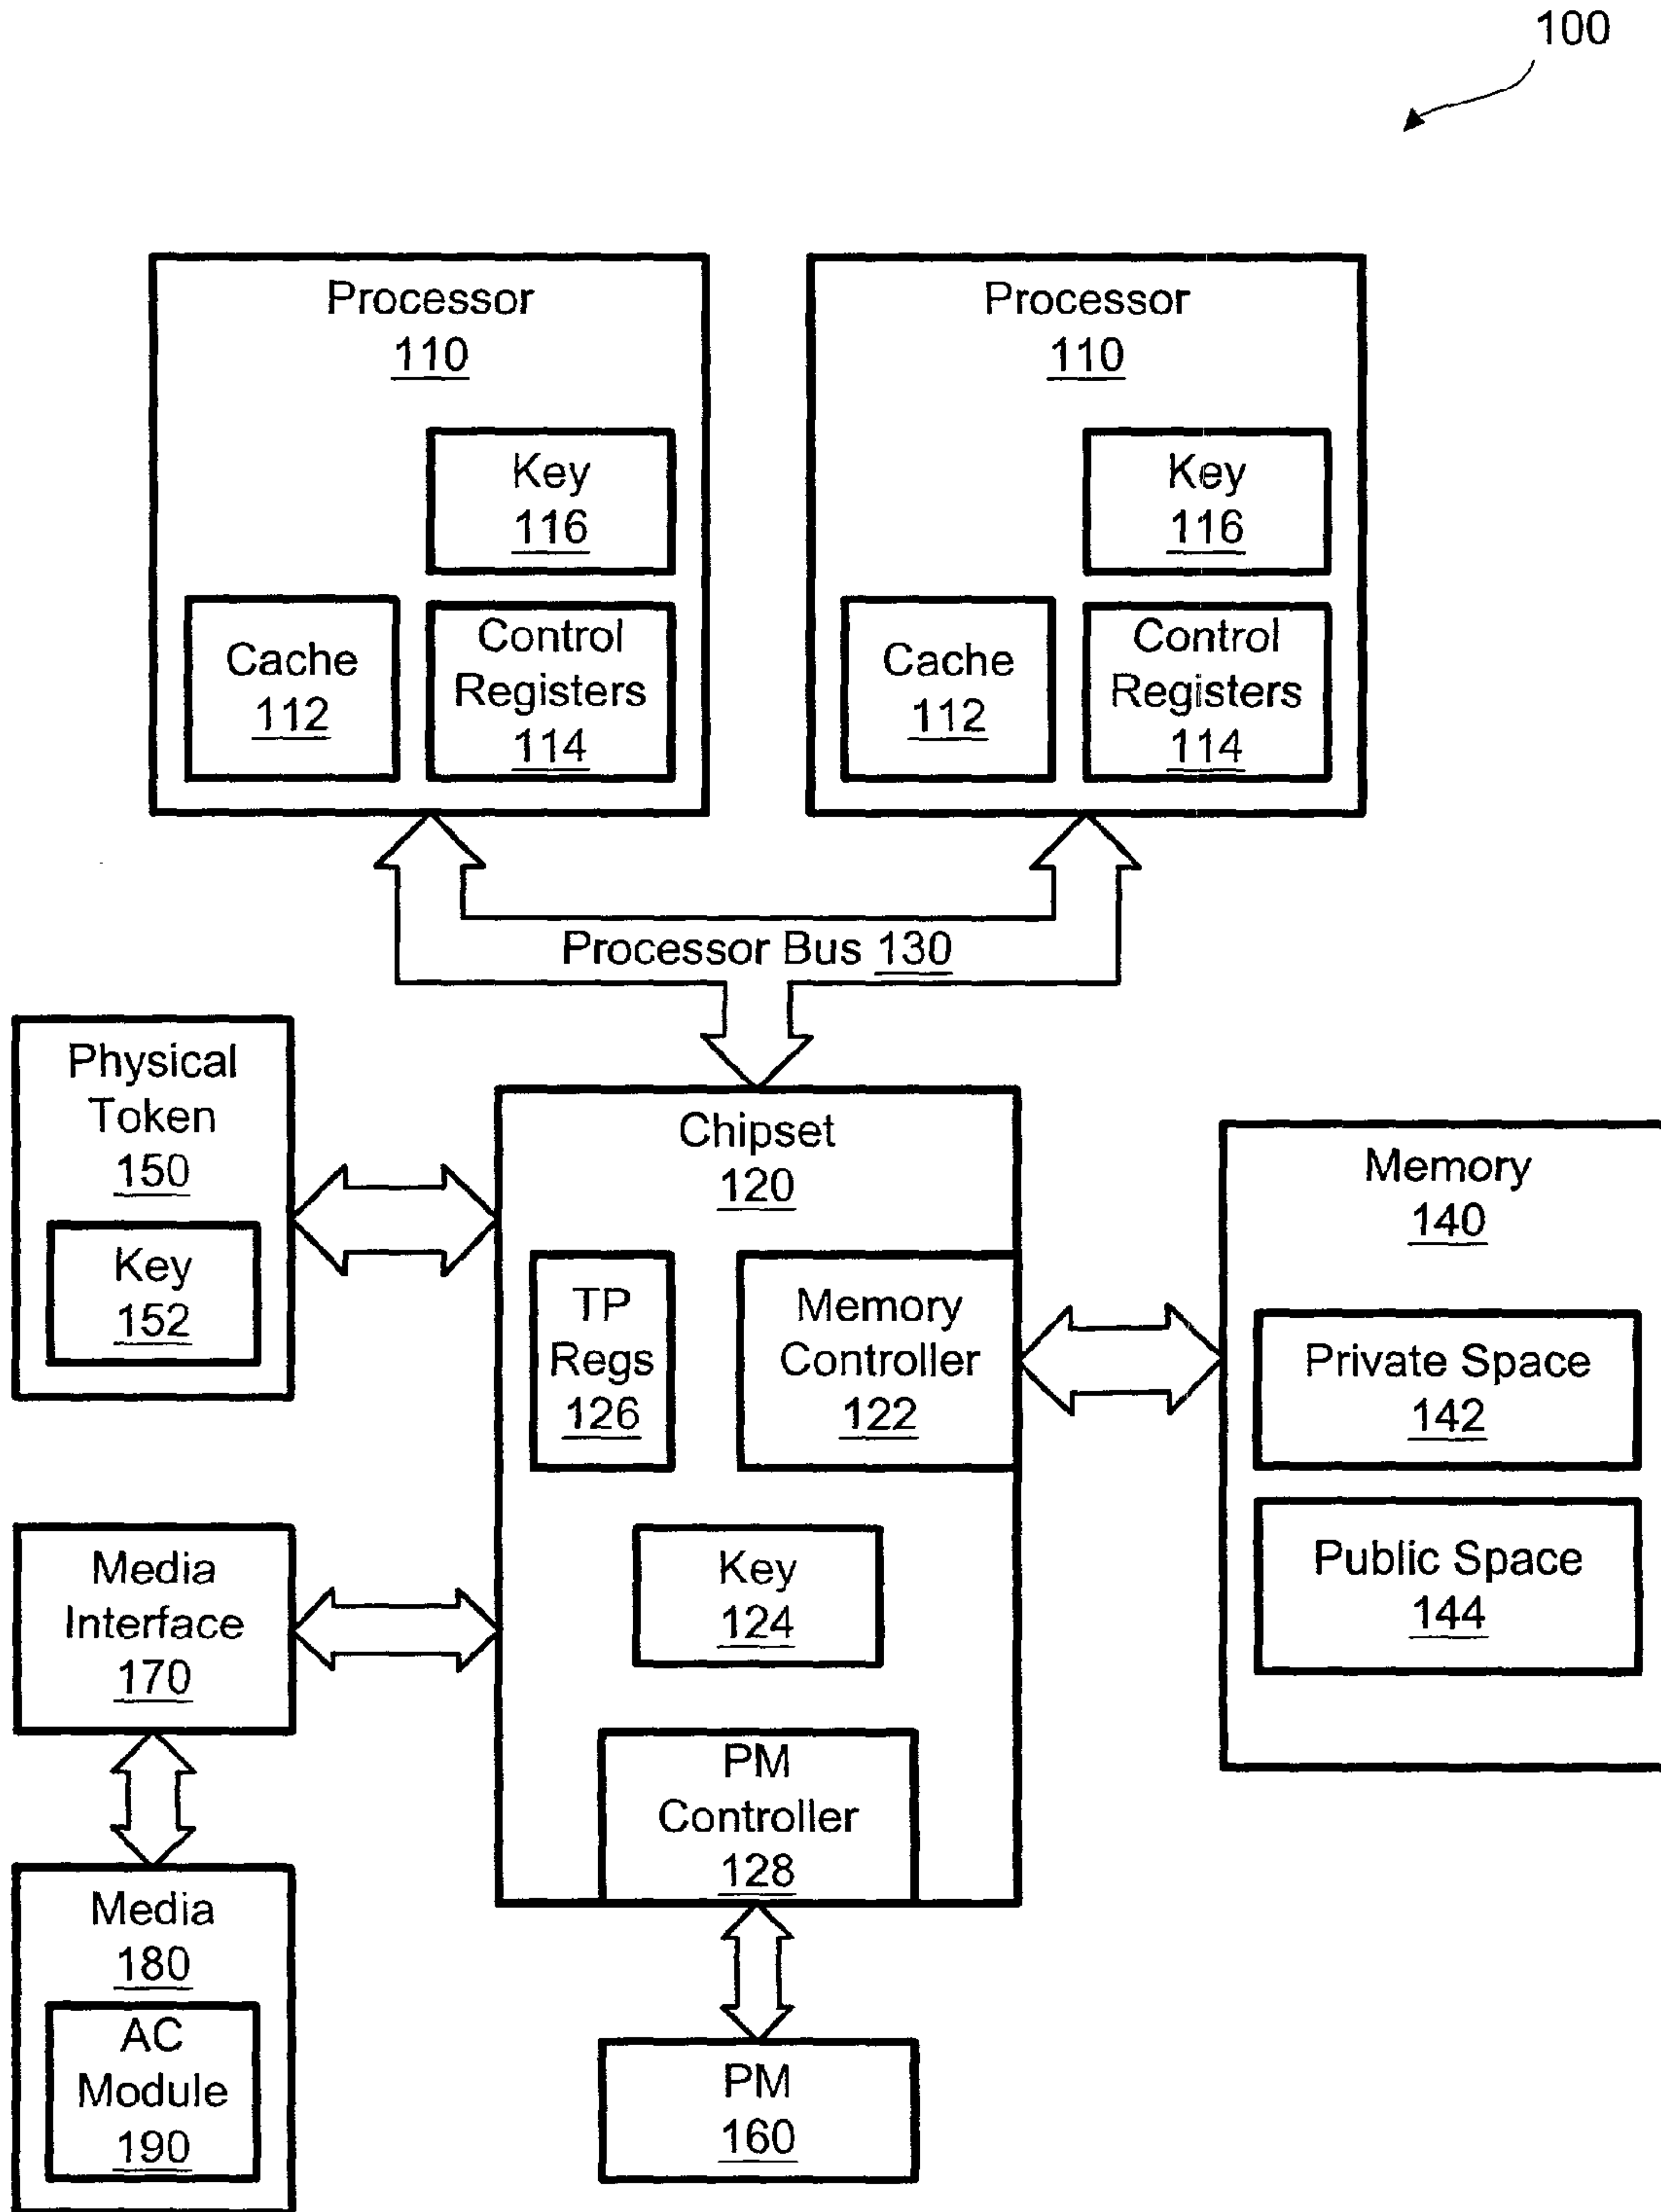 100
Processor
110
Key
116
Cache
112
Control
Registers
114
Processor
110
Key
116
Cache
112
Control
Registers
114
Processor Bus 130
Physical
Token
150
Key
152
Chipset
120
TP
Regs
126
Memory
Controller
122
Key
124
PM
Controller
128
Memory
140
Private Space
142
Public Space
144
Media
Interface
170
Media
180
AC
Module
190
PM
160